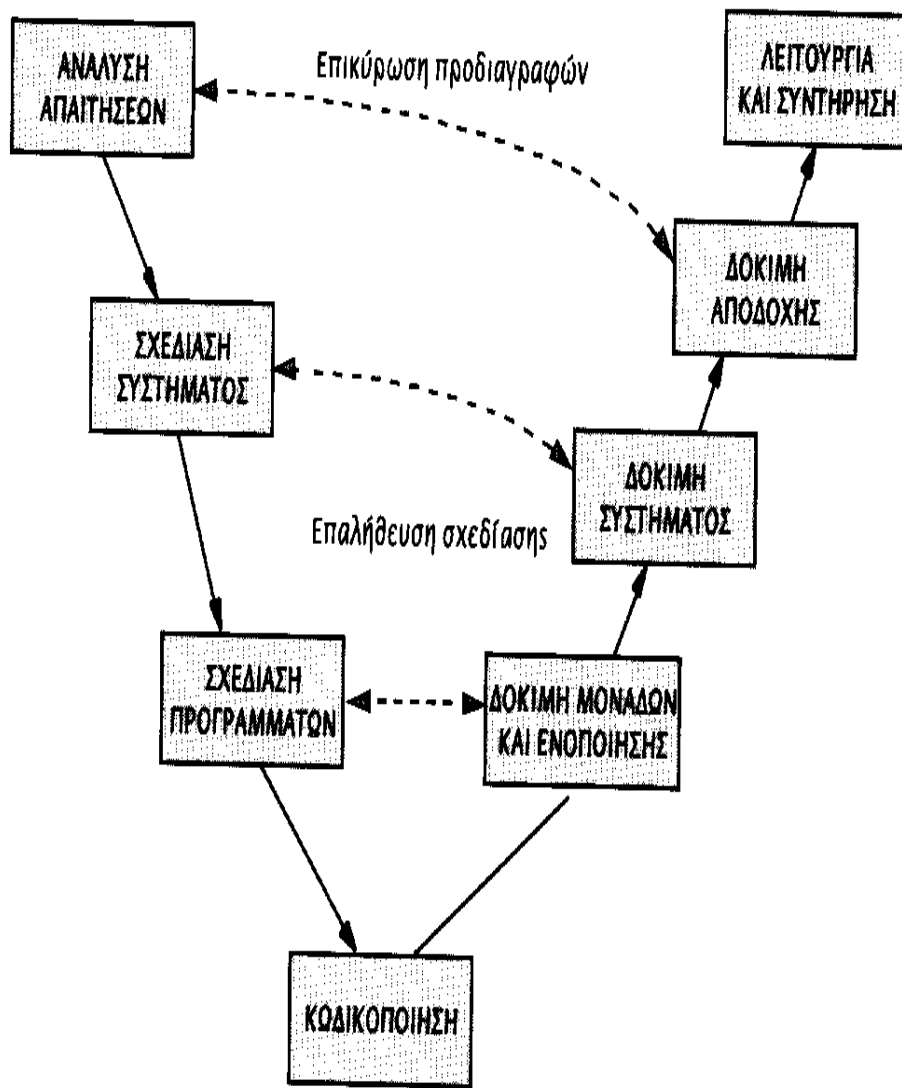 ΑΝΑΛΥΣΗ
ΑΠΑΙΤΗΣΕΩΝ
Επικύρωση προδιαγραφών
ΛΕΙΤΟΥΡΓΙΑ
ΚΑΙ ΣΥΝΤΗΡΗΣΗ
ΔΟΚΙΜΗ
ΑΠΟΔΟΧΗΣ
ΣΧΕΔΙΑΣΗ
ΣΥΣΤΗΜΑΤΟΣ
ΔΟΚΙΜΗ
ΣΥΣΤΗΜΑΤΟΣ
Επαλήθευση σχεδίασης
ΣΧΕΔΙΑΣΗ
ΠΡΟΓΡΑΜΜΑΤΩΝ
ΔΟΚΙΜΗ ΜΟΝΑΔΩΝ
ΚΑΙ ΕΝΟΠΟΙΗΣΗΣ
ΚΩΔΙΚΟΠΟΙΗΣΗ